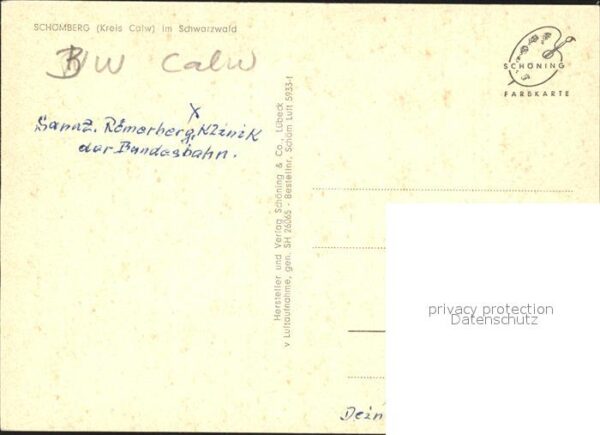 SCHÖMBERG (Kreis Calw) im Schwarzwald
BW Calw
SCHÖNING
FARBKARTE
x
Sanat. Römerberg, Klinik
der Bundesbahn.
Hersteller und Verlag Schöning & Co., Lübeck
v Luftaufnahme, gen. SH 26065 - Bestellnr. Schöm Luft 5933-1
privacy protection
Datenschutz
Dein